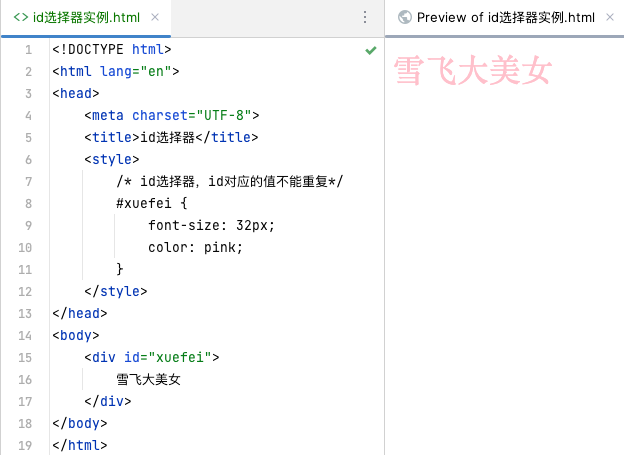 id选择器实例.html
Preview of id选择器实例.html
1 <!DOCTYPE html>
2 <html lang="en">
3 <head>
4 <meta charset="UTF-8">
5 <title>id选择器</title>
6 <style>
7 /* id选择器，id对应的值不能重复*/
8 #xuefei {
9 font-size: 32px;
10 color: pink;
11 }
12 </style>
13 </head>
14 <body>
15 <div id="xuefei">
16 雪飞大美女
17 </div>
18 </body>
19 </html>
雪飞大美女